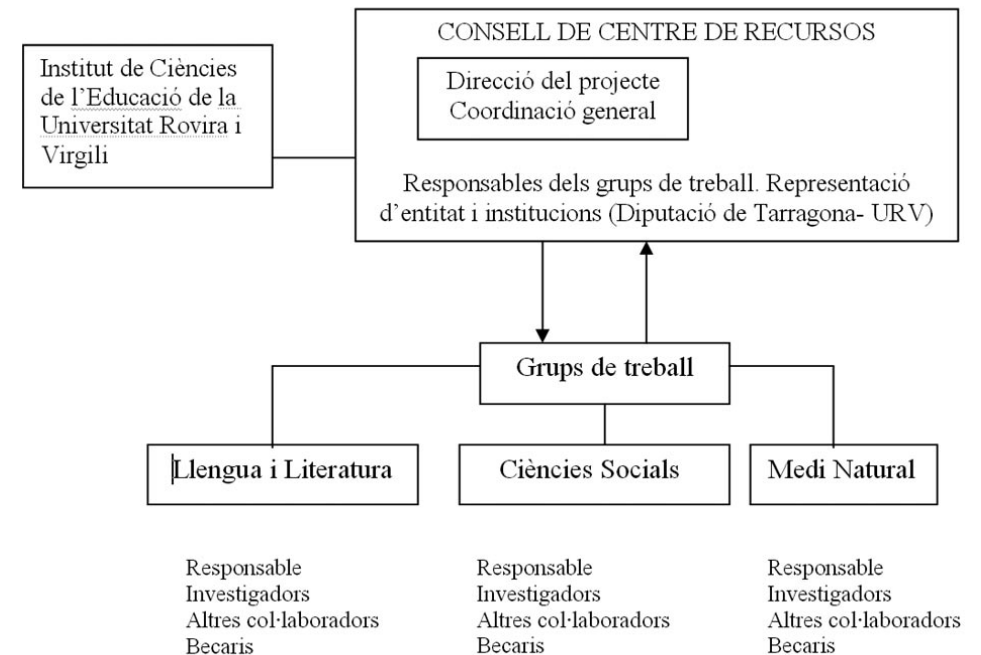 CONSELL DE CENTRE DE RECURSOS
Institut de Ciències
de l'Educació de la
Universitat Rovira i
Virgili
Direcció del projecte
Coordinació general
Responsables dels grups de treball. Representació
d'entitat i institucions (Diputació de Tarragona- URV)
Grups de treball
Llengua i Literatura
Ciències Socials
Medi Natural
Responsable
Investigadors
Altres col·laboradors
Becaris
Responsable
Investigadors
Altres col·laboradors
Becaris
Responsable
Investigadors
Altres col·laboradors
Becaris